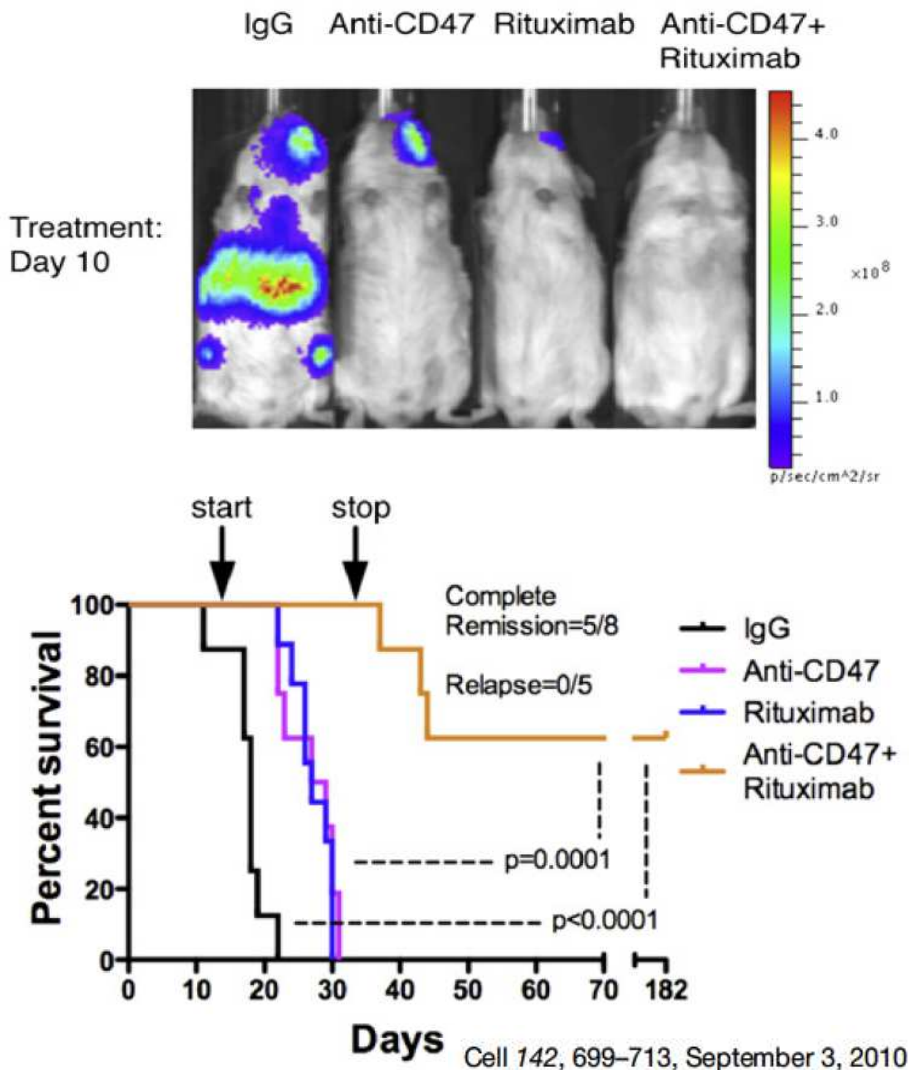 IgG Anti-CD47 Rituximab Anti-CD47+
Rituximab
Treatment:
Day 10
4.0
3.0
×10⁸
2.0
1.0
p/sec/cm^2/sr
start
stop
100
80
60
40
20
0
Percent survival
Complete
Remission=5/8
Relapse=0/5
p=0.0001
p<0.0001
IgG
Anti-CD47
Rituximab
Anti-CD47+
Rituximab
0 10 20 30 40 50 60 70 182
Days
Cell 142, 699–713, September 3, 2010